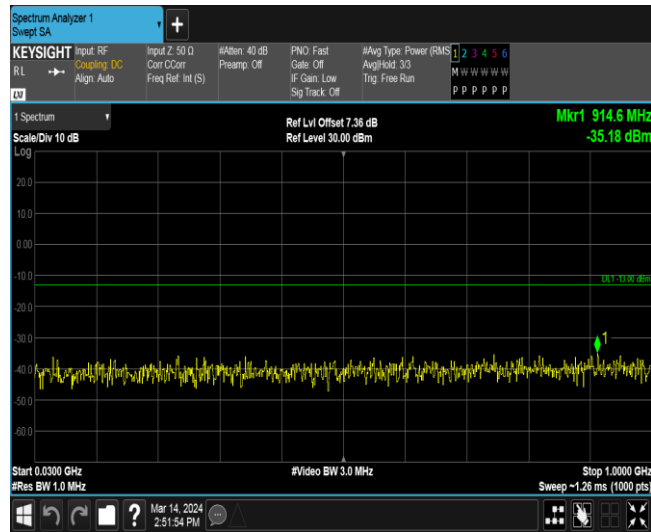 Spectrum Analyzer 1
Swept SA
KEYSIGHT
RL
LXI
Input: RF
Coupling: DC
Align: Auto
Input Z: 50 Ω
Corr CCorr
Freq Ref: Int (S)
#Atten: 40 dB
Preamp: Off
PNO: Fast
Gate: Off
IF Gain: Low
Sig Track: Off
#Avg Type: Power (RMS
Avg|Hold: 3/3
Trig: Free Run
1 2 3 4 5 6
M W W W W W
P P P P P P
1 Spectrum
Scale/Div 10 dB
Log
Ref Lvl Offset 7.36 dB
Ref Level 30.00 dBm
Mkr1 914.6 MHz
-35.18 dBm
20.0
10.0
0.00
-10.0
DL1 -13.00 dBm
-20.0
-30.0
1
-40.0
-50.0
-60.0
Start 0.0300 GHz
#Res BW 1.0 MHz
#Video BW 3.0 MHz
Stop 1.0000 GHz
Sweep ~1.26 ms (1000 pts)
?
Mar 14, 2024
2:51:54 PM